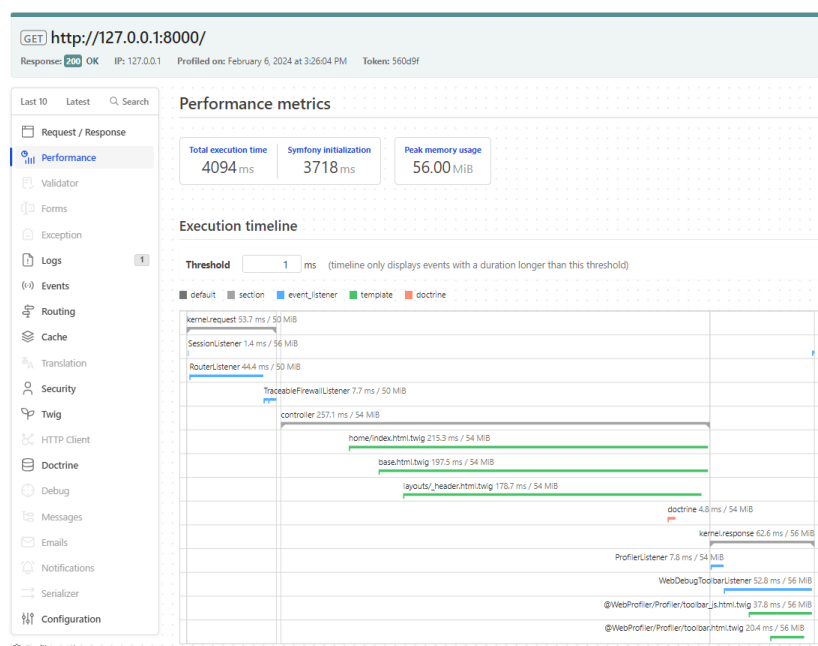 GET http://127.0.0.1:8000/
Response: 200 OK IP: 127.0.0.1 Profiled on: February 6, 2024 at 3:26:04 PM Token: 560d9f
Last 10 Latest Search
Request / Response
Performance
Validator
Forms
Exception
Logs 1
Events
Routing
Cache
Translation
Security
Twig
HTTP Client
Doctrine
Debug
Messages
Emails
Notifications
Serializer
Configuration
Performance metrics
Total execution time
4094 ms
Symfony initialization
3718 ms
Peak memory usage
56.00 MiB
Execution timeline
Threshold 1 ms (timeline only displays events with a duration longer than this threshold)
default section event_listener template doctrine
kernel.request 53.7 ms / 50 MiB
SessionListener 1.4 ms / 56 MiB
RouterListener 44.4 ms / 50 MiB
TraceableFirewallListener 7.7 ms / 50 MiB
controller 257.1 ms / 54 MiB
home/index.html.twig 215.3 ms / 54 MiB
base.html.twig 197.5 ms / 54 MiB
layouts/_header.html.twig 178.7 ms / 54 MiB
doctrine 4.8 ms / 54 MiB
kernel.response 62.6 ms / 56 MiB
ProfilerListener 7.8 ms / 54 MiB
WebDebugToolbarListener 52.8 ms / 56 MiB
@WebProfiler/Profiler/toolbar_js.html.twig 37.8 ms / 56 MiB
@WebProfiler/Profiler/toolbar.html.twig 20.4 ms / 56 MiB